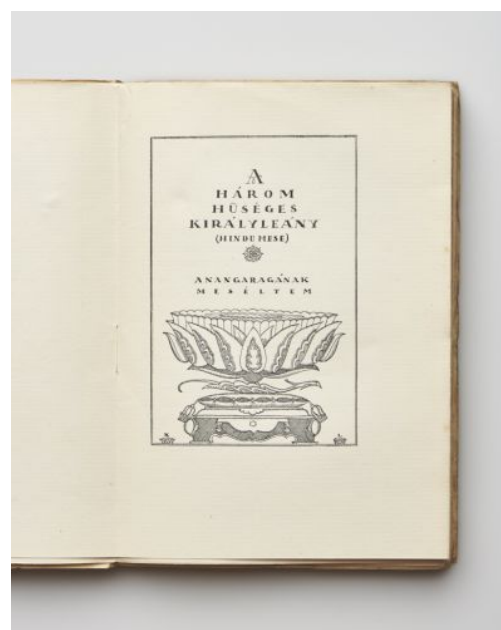 A
HÁROM
HŰSÉGES
KIRÁLYLEÁNY
(HINDU MESE)
ANANGARAGÁNAK
MESÉLTEM